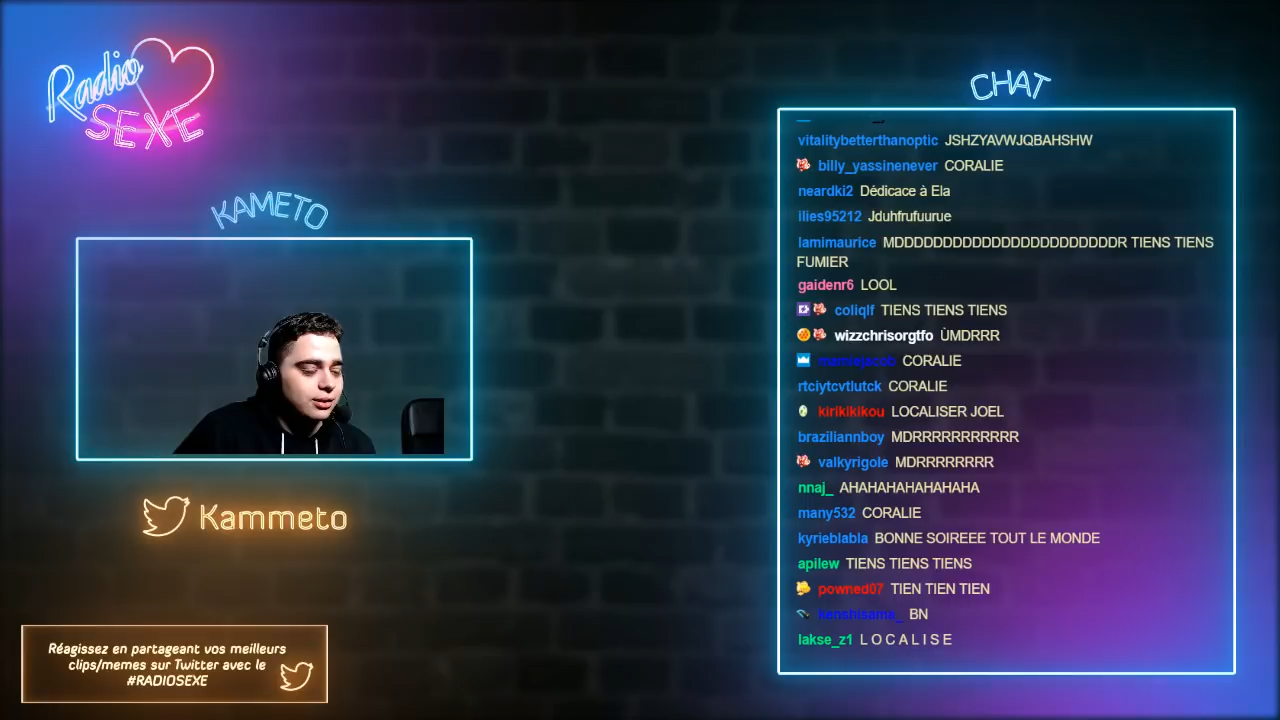 Radio
SEXE
KAMETO
Kammeto
Réagissez en partageant vos meilleurs
clips/memes sur Twitter avec le
#RADIOSEXE
CHAT
vitalitybetterthanoptic JSHZYAVWJQBAHSHW
billy_yassinenever CORALIE
neardki2 Dédicace à Ela
ilies95212 Jduhfrufuurue
lamimaurice MDDDDDDDDDDDDDDDDDDDDDDDR TIENS TIENS
FUMIER
gaidenr6 LOOL
coliqlf TIENS TIENS TIENS
wizzchrisorgtfo ÙMDRRR
mamiejacob CORALIE
rtciytcvtlutck CORALIE
kirikikikou LOCALISER JOEL
braziliannboy MDRRRRRRRRRRR
valkyrigole MDRRRRRRRR
nnaj_ AHAHAHAHAHAHAHA
many532 CORALIE
kyrieblabla BONNE SOIREEE TOUT LE MONDE
apilew TIENS TIENS TIENS
powned07 TIEN TIEN TIEN
kenshisama_ BN
lakse_z1 L O C A L I S E